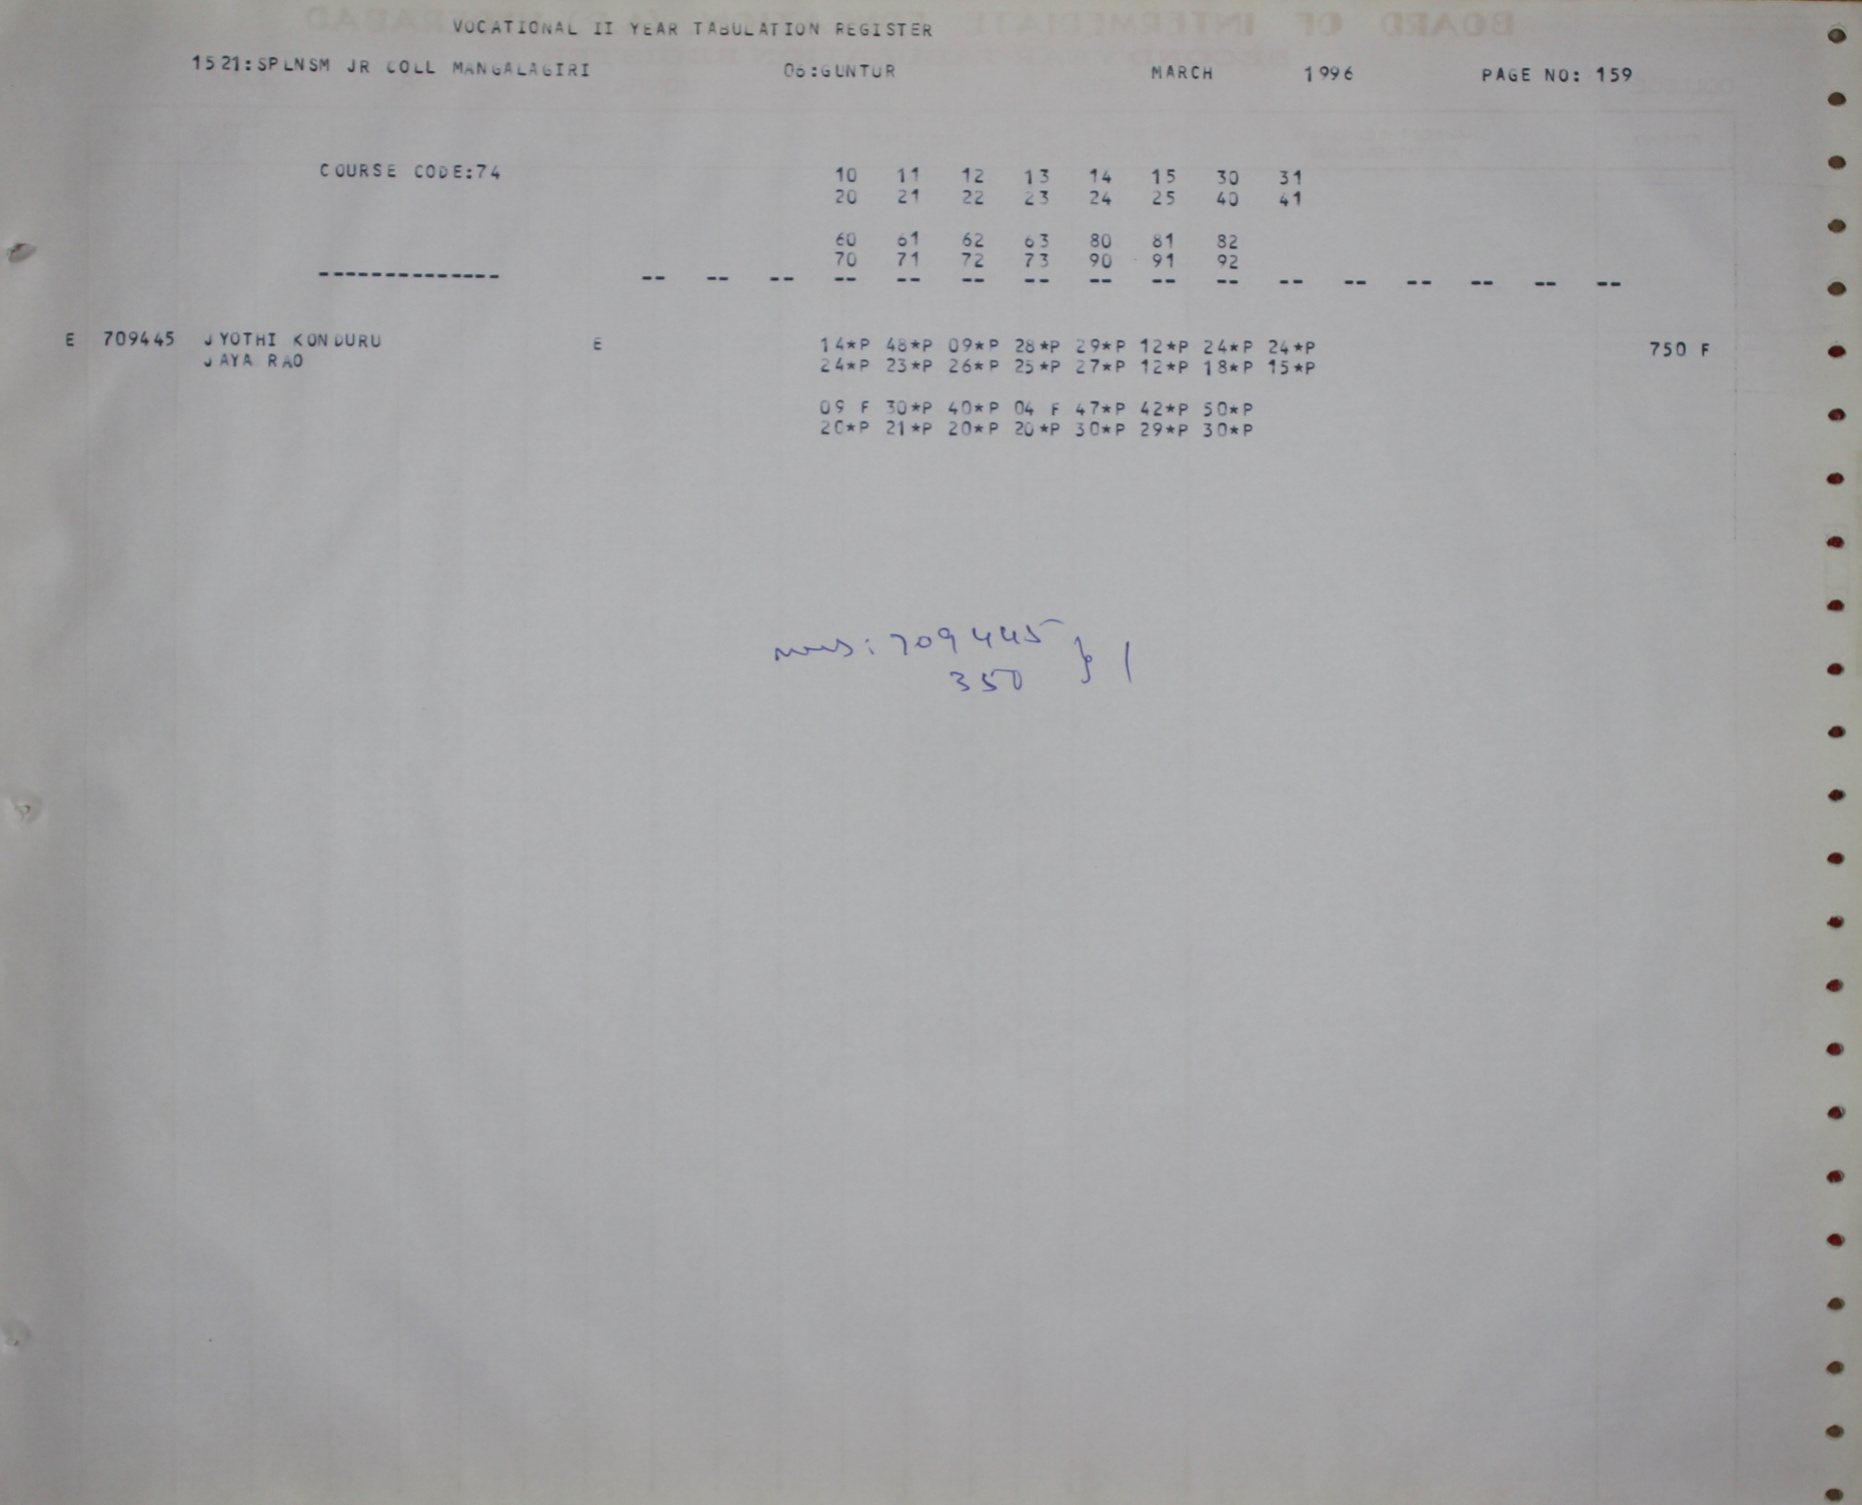 VOCATIONAL II YEAR TABULATION REGISTER
1521:SPLNSM JR COLL MANGALAGIRI 06:GUNTUR MARCH 1996 PAGE NO: 159
COURSE CODE:74 10 11 12 13 14 15 30 31
20 21 22 23 24 25 40 41
60 61 62 63 80 81 82
70 71 72 73 90 91 92
-------------- -- -- -- -- -- -- -- -- -- -- -- -- -- -- -- --
E 709445 JYOTHI KONDURU E 14*P 48*P 09*P 28*P 29*P 12*P 24*P 24*P 750 F
JAYA RAO 24*P 23*P 26*P 25*P 27*P 12*P 18*P 15*P
09 F 30*P 40*P 04 F 47*P 42*P 50*P
20*P 21*P 20*P 20*P 30*P 29*P 30*P
: 709445 } 1
350